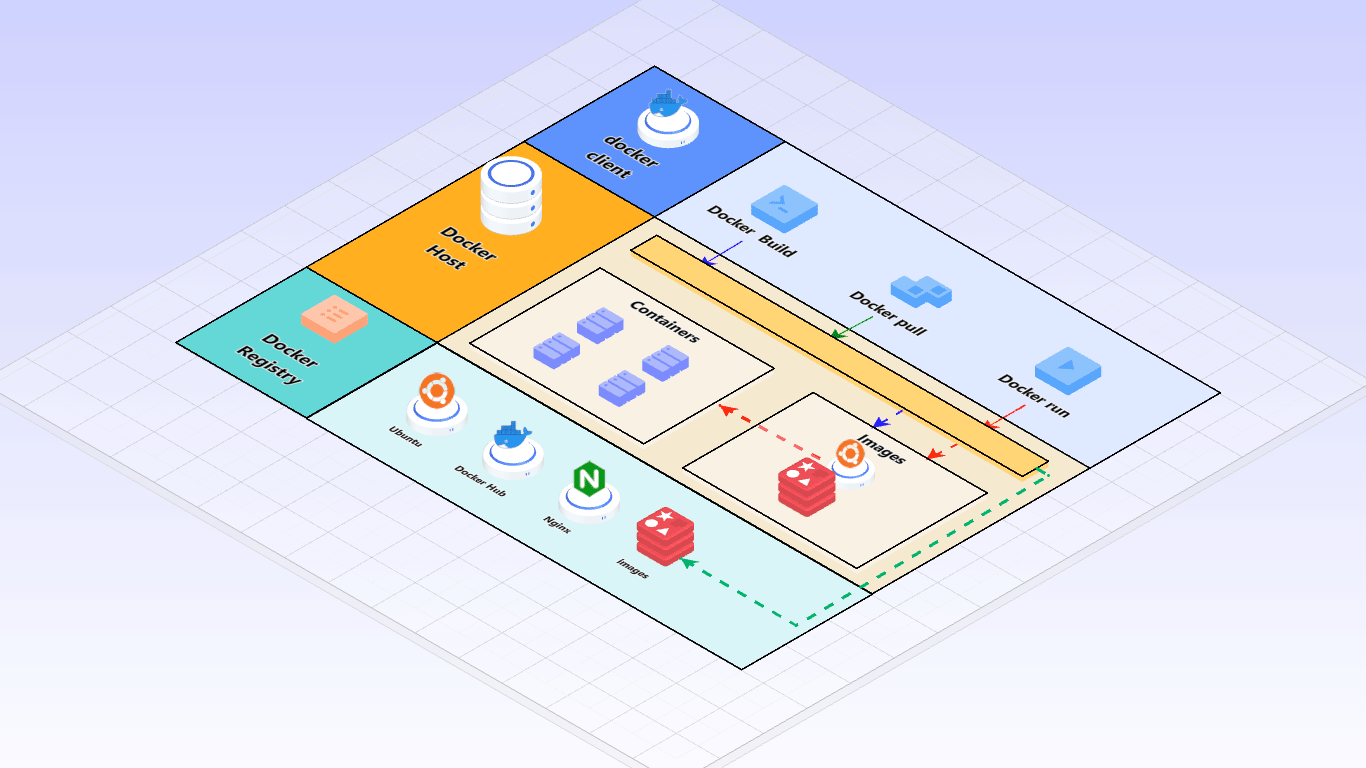 docker
client
Docker
Host
Docker
Registry
Docker Build
Docker pull
Docker run
Containers
Images
Ubuntu
Docker Hub
Nginx
N
Images